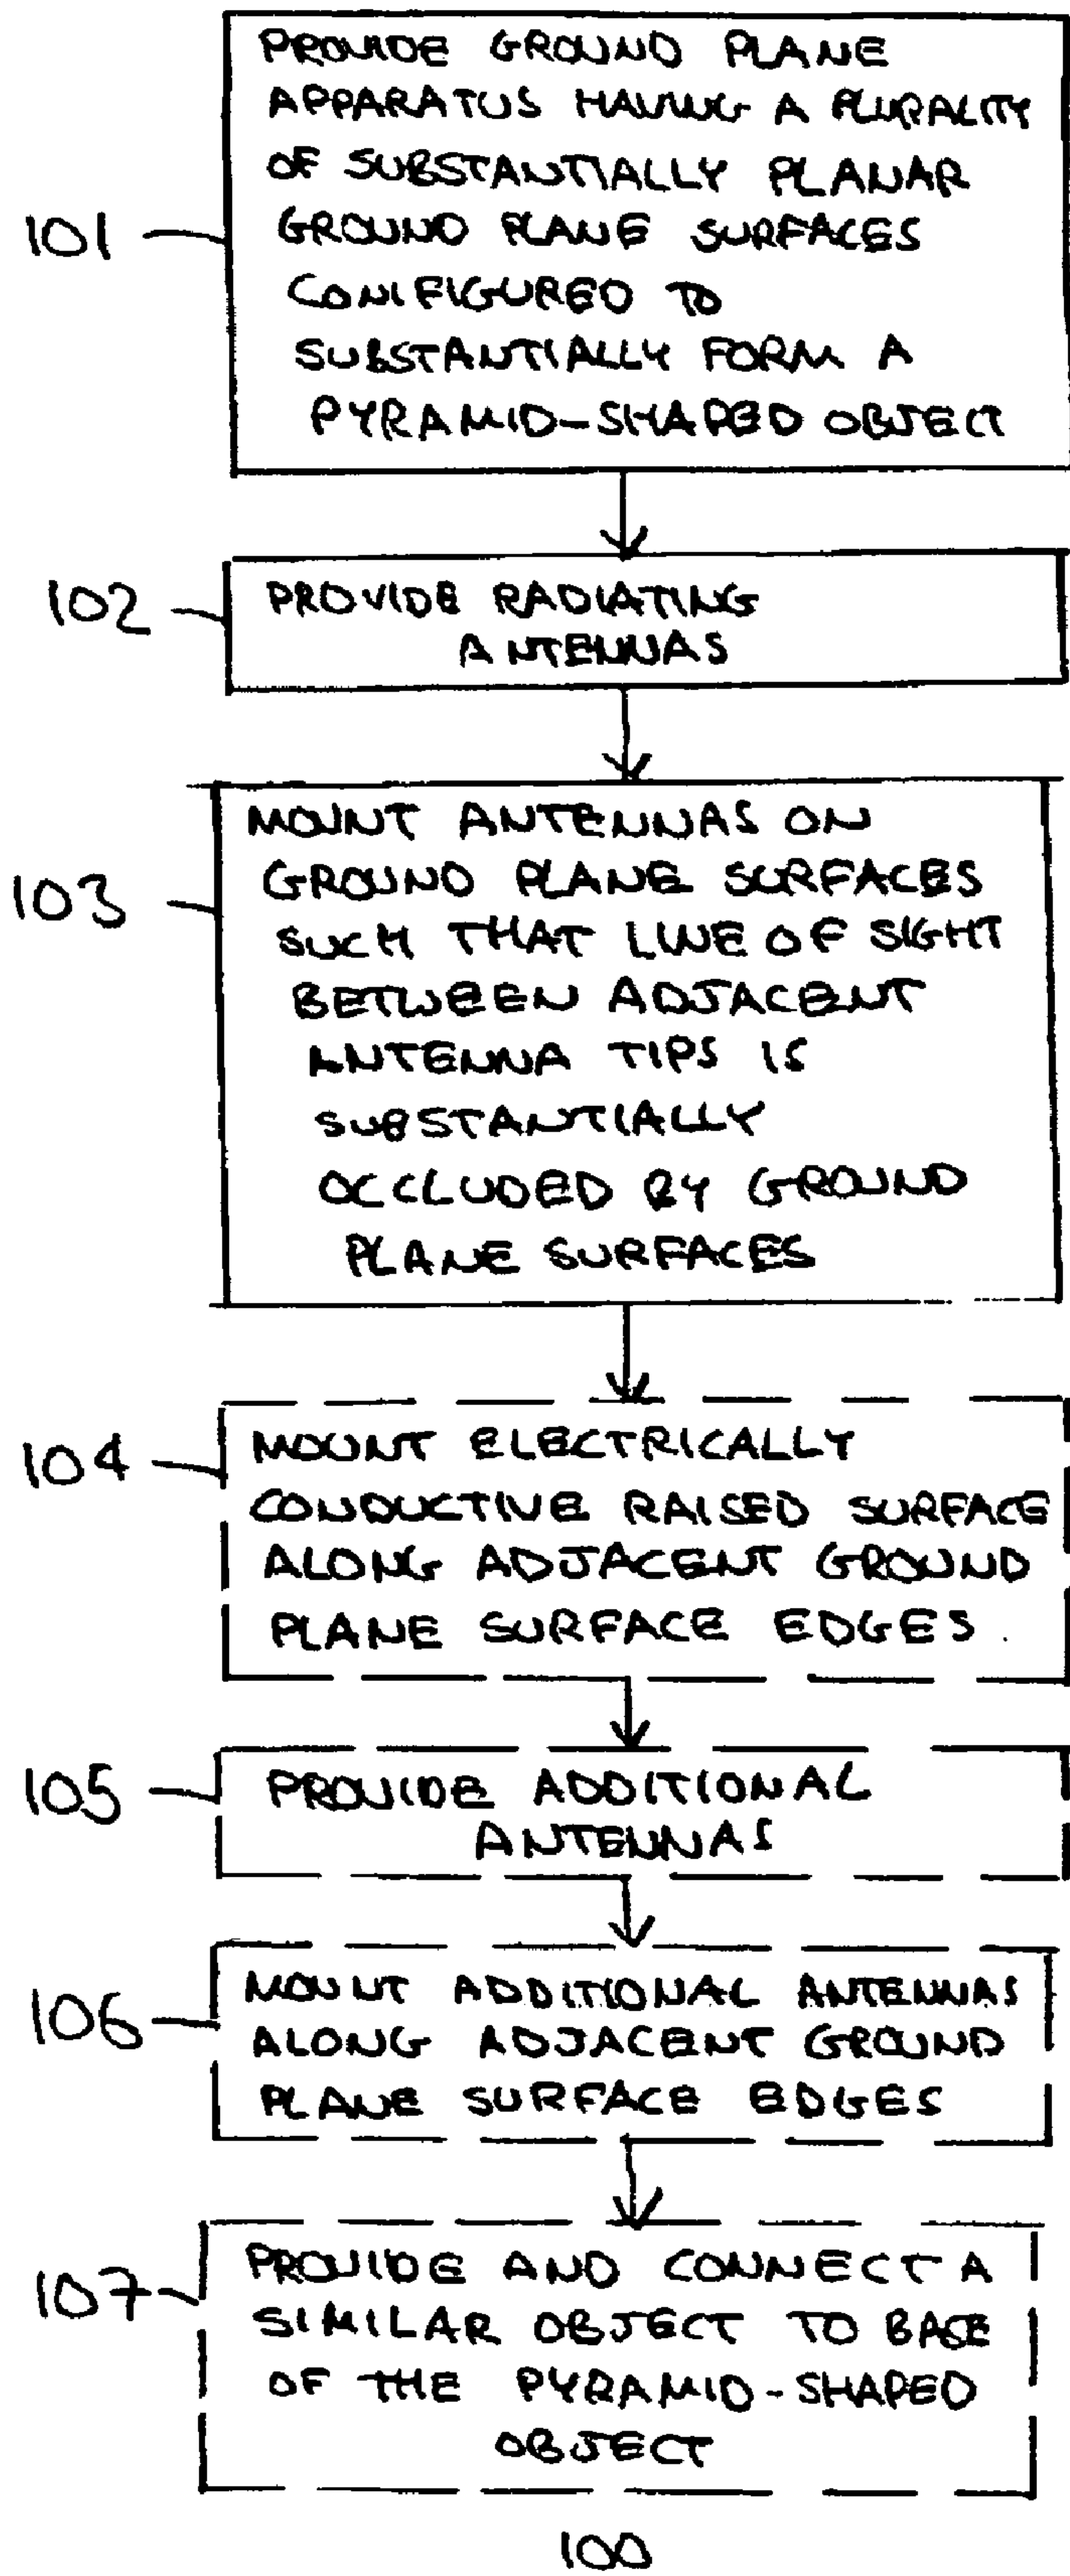 PROVIDE GROUND PLANE
APPARATUS HAVING A PLURALITY
OF SUBSTANTIALLY PLANAR
101
GROUND PLANE SURFACES
CONFIGURED TO
SUBSTANTIALLY FORM A
PYRAMID-SHAPED OBJECT
102
PROVIDE RADIATING
ANTENNAS
MOUNT ANTENNAS ON
103
GROUND PLANE SURFACES
SUCH THAT LINE OF SIGHT
BETWEEN ADJACENT
ANTENNA TIPS IS
SUBSTANTIALLY
OCCLUDED BY GROUND
PLANE SURFACES
104
MOUNT ELECTRICALLY
CONDUCTIVE RAISED SURFACE
ALONG ADJACENT GROUND
PLANE SURFACE EDGES
105
PROVIDE ADDITIONAL
ANTENNAS
106
MOUNT ADDITIONAL ANTENNAS
ALONG ADJACENT GROUND
PLANE SURFACE EDGES
107
PROVIDE AND CONNECT A
SIMILAR OBJECT TO BASE
OF THE PYRAMID-SHAPED
OBJECT
100